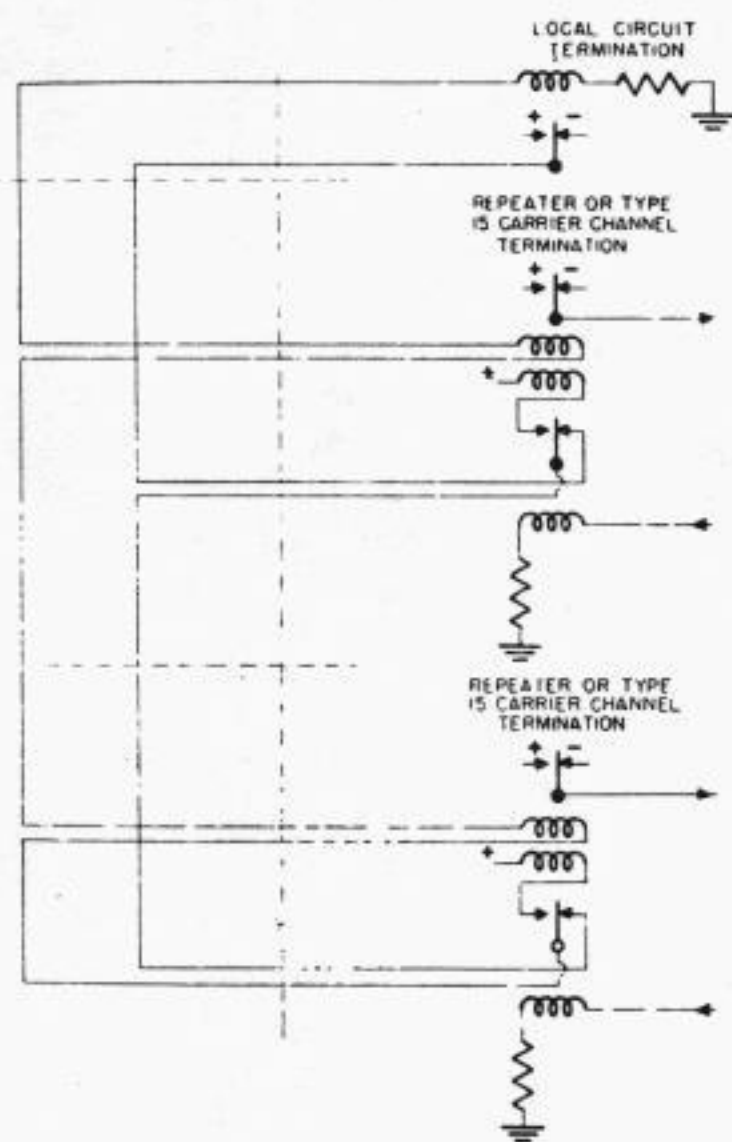 LOCAL CIRCUIT
TERMINATION
+ -
REPEATER OR TYPE
15 CARRIER CHANNEL
TERMINATION
+ -
+
REPEATER OR TYPE
15 CARRIER CHANNEL
TERMINATION
+ -
+